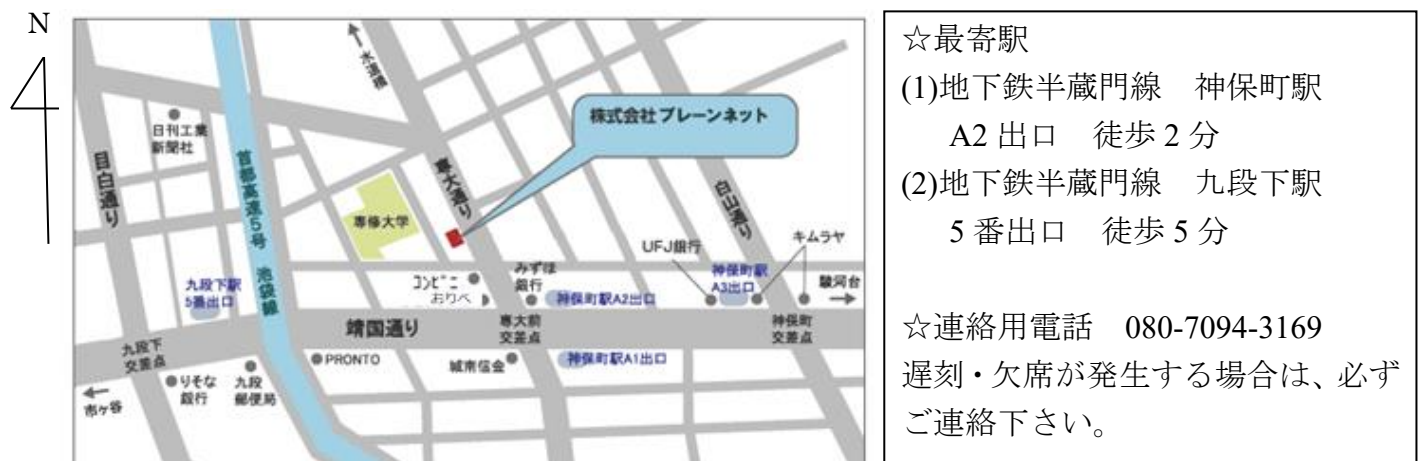 N
水道橋
株式会社ブレーンネット
日刊工業
新聞社
目白通り
首都高速5号 池袋線
専大通り
白山通り
専修大学
UFJ銀行
キムラヤ
九段下駅
5番出口
コンビニ
おりべ
みずほ
銀行
神保町駅A2出口
神保町駅
A3出口
駿河台
靖国通り
専大前
交差点
神保町
交差点
九段下
交差点
PRONTO
城南信金
神保町駅A1出口
市ヶ谷
りそな
銀行
九段
郵便局
☆最寄駅
(1)地下鉄半蔵門線 神保町駅
A2 出口 徒歩 2 分
(2)地下鉄半蔵門線 九段下駅
5 番出口 徒歩 5 分
☆連絡用電話 080-7094-3169
遅刻・欠席が発生する場合は、必ず
ご連絡下さい。